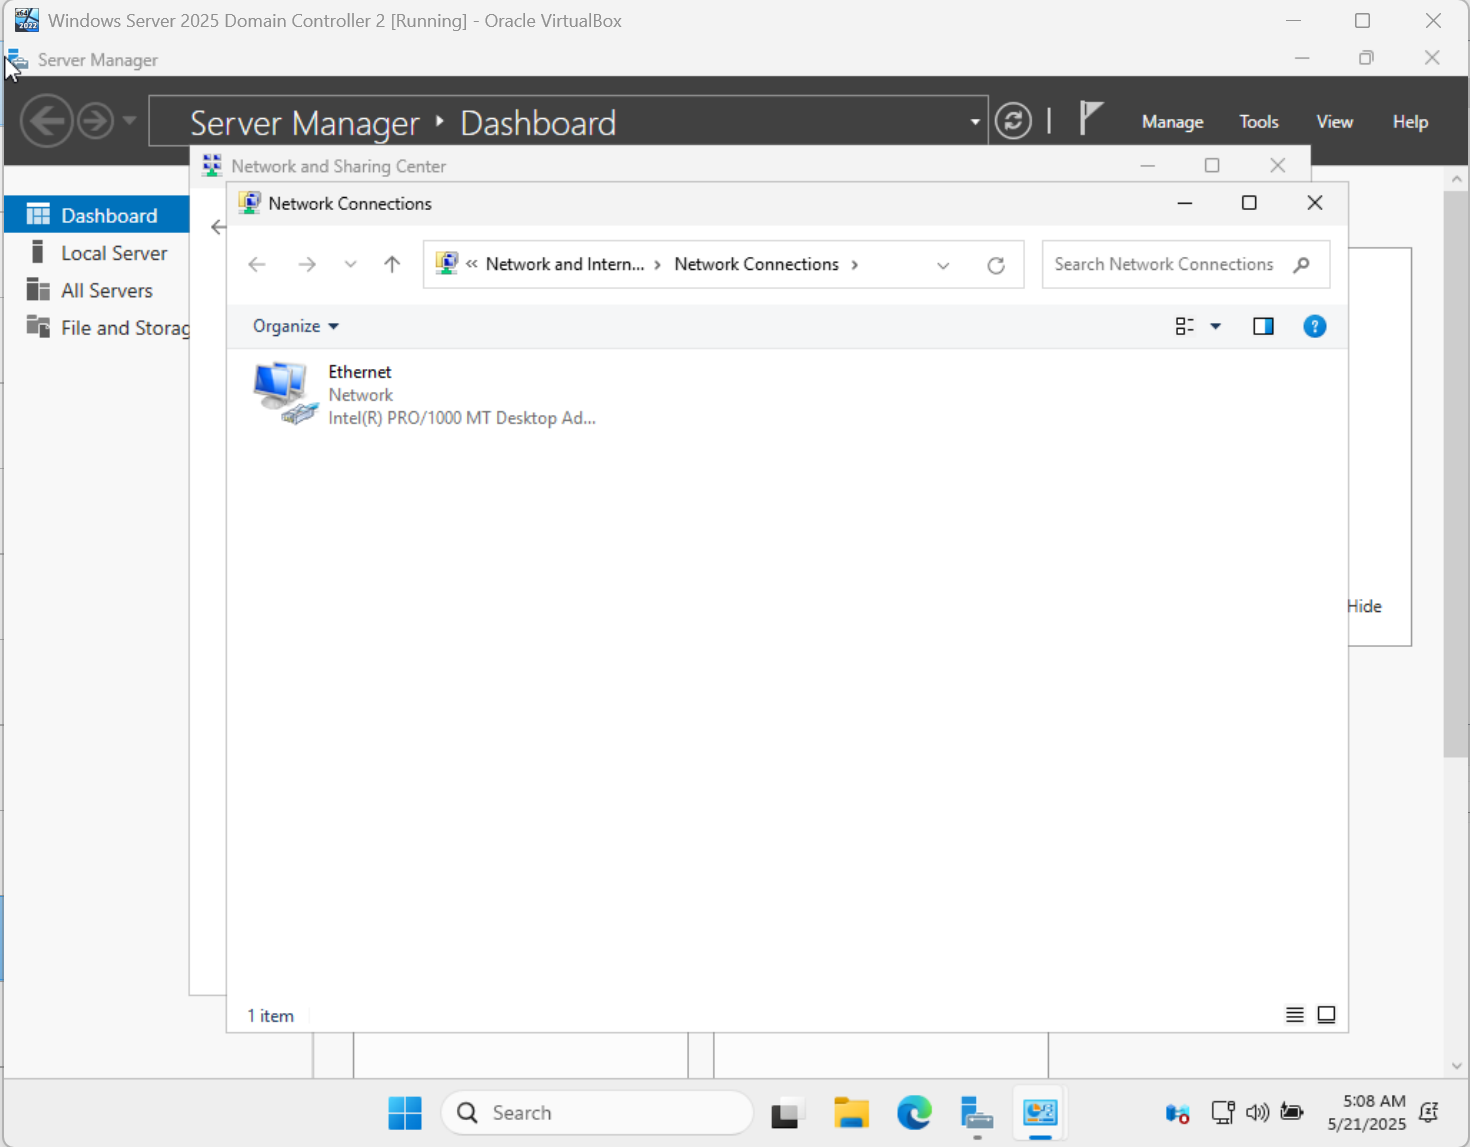 Windows Server 2025 Domain Controller 2 [Running] - Oracle VirtualBox
Server Manager
Server Manager ‣ Dashboard
Manage Tools View Help
Network and Sharing Center
Network Connections
Dashboard
Local Server
All Servers
File and Storag
« Network and Intern... › Network Connections ›
Search Network Connections
Organize
Ethernet
Network
Intel(R) PRO/1000 MT Desktop Ad...
Hide
1 item
Search
5:08 AM
5/21/2025